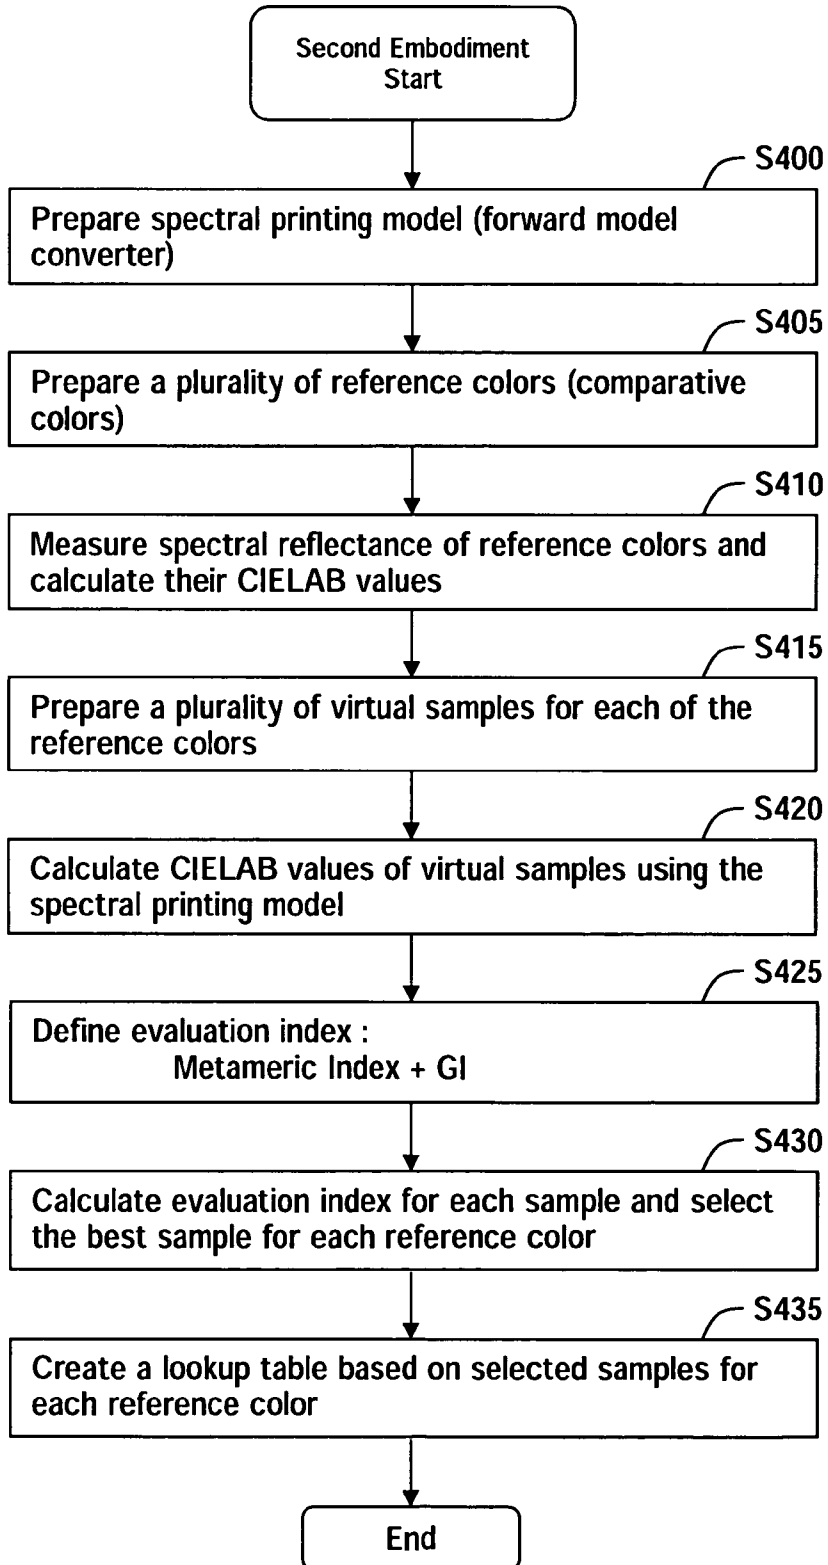 Second Embodiment
Start
S400
Prepare spectral printing model (forward model
converter)
S405
Prepare a plurality of reference colors (comparative
colors)
S410
Measure spectral reflectance of reference colors and
calculate their CIELAB values
S415
Prepare a plurality of virtual samples for each of the
reference colors
S420
Calculate CIELAB values of virtual samples using the
spectral printing model
S425
Define evaluation index :
Metameric Index + GI
S430
Calculate evaluation index for each sample and select
the best sample for each reference color
S435
Create a lookup table based on selected samples for
each reference color
End